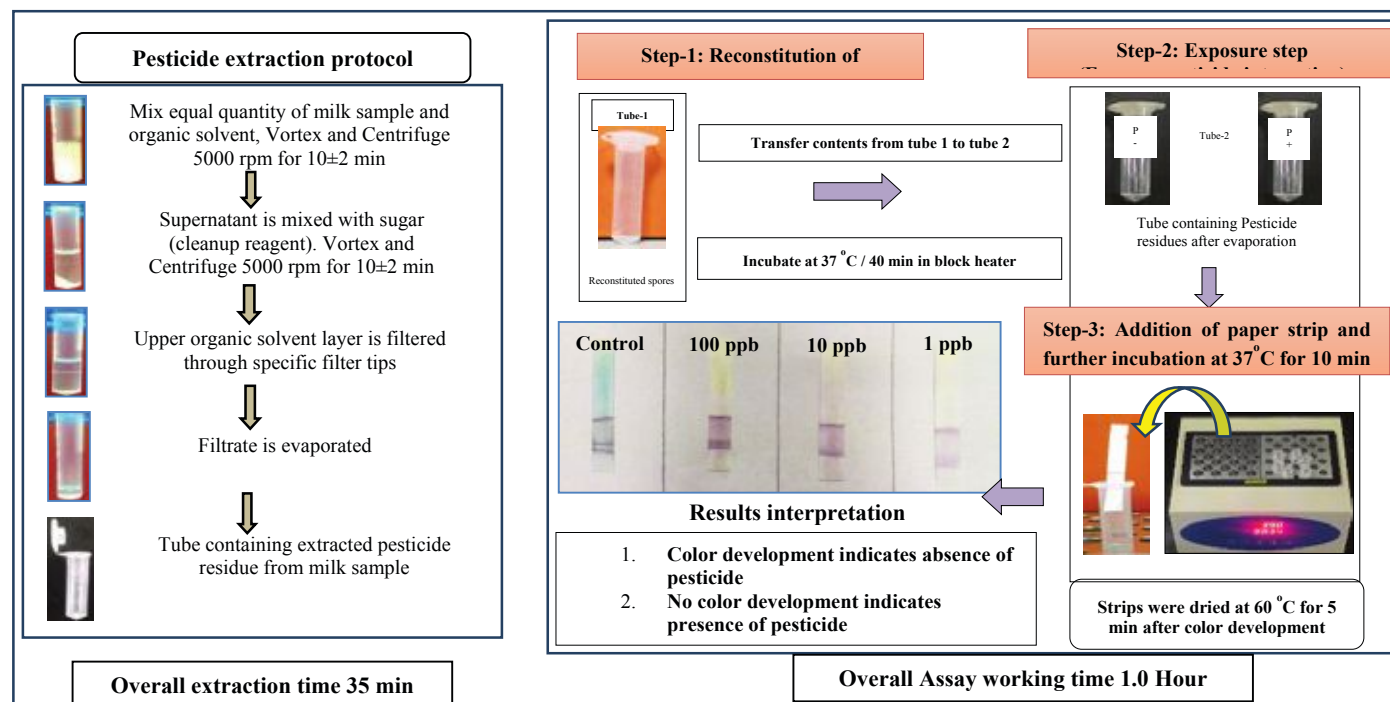 Pesticide extraction protocol
Mix equal quantity of milk sample and
organic solvent, Vortex and Centrifuge
5000 rpm for 10±2 min
Supernatant is mixed with sugar
(cleanup reagent). Vortex and
Centrifuge 5000 rpm for 10±2 min
Upper organic solvent layer is filtered
through specific filter tips
Filtrate is evaporated
Tube containing extracted pesticide
residue from milk sample
Overall extraction time 35 min
Step-1: Reconstitution of
Tube-1
Reconstituted spores
Transfer contents from tube 1 to tube 2
Incubate at 37 °C / 40 min in block heater
Step-2: Exposure step
P
-
Tube-2
P
+
Tube containing Pesticide
residues after evaporation
Step-3: Addition of paper strip and
further incubation at 37°C for 10 min
Strips were dried at 60 °C for 5
min after color development
Control 100 ppb 10 ppb 1 ppb
Results interpretation
1. Color development indicates absence of
pesticide
2. No color development indicates
presence of pesticide
Overall Assay working time 1.0 Hour